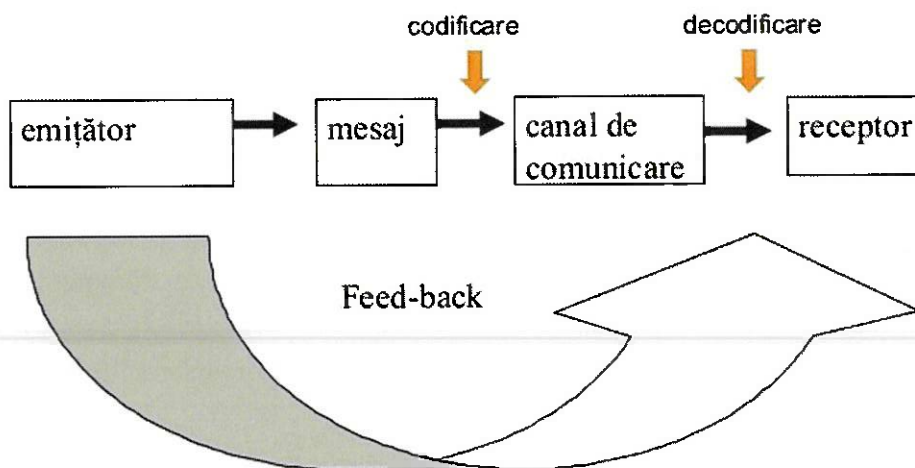 codificare
decodificare
emițător
mesaj
canal de
comunicare
receptor
Feed-back